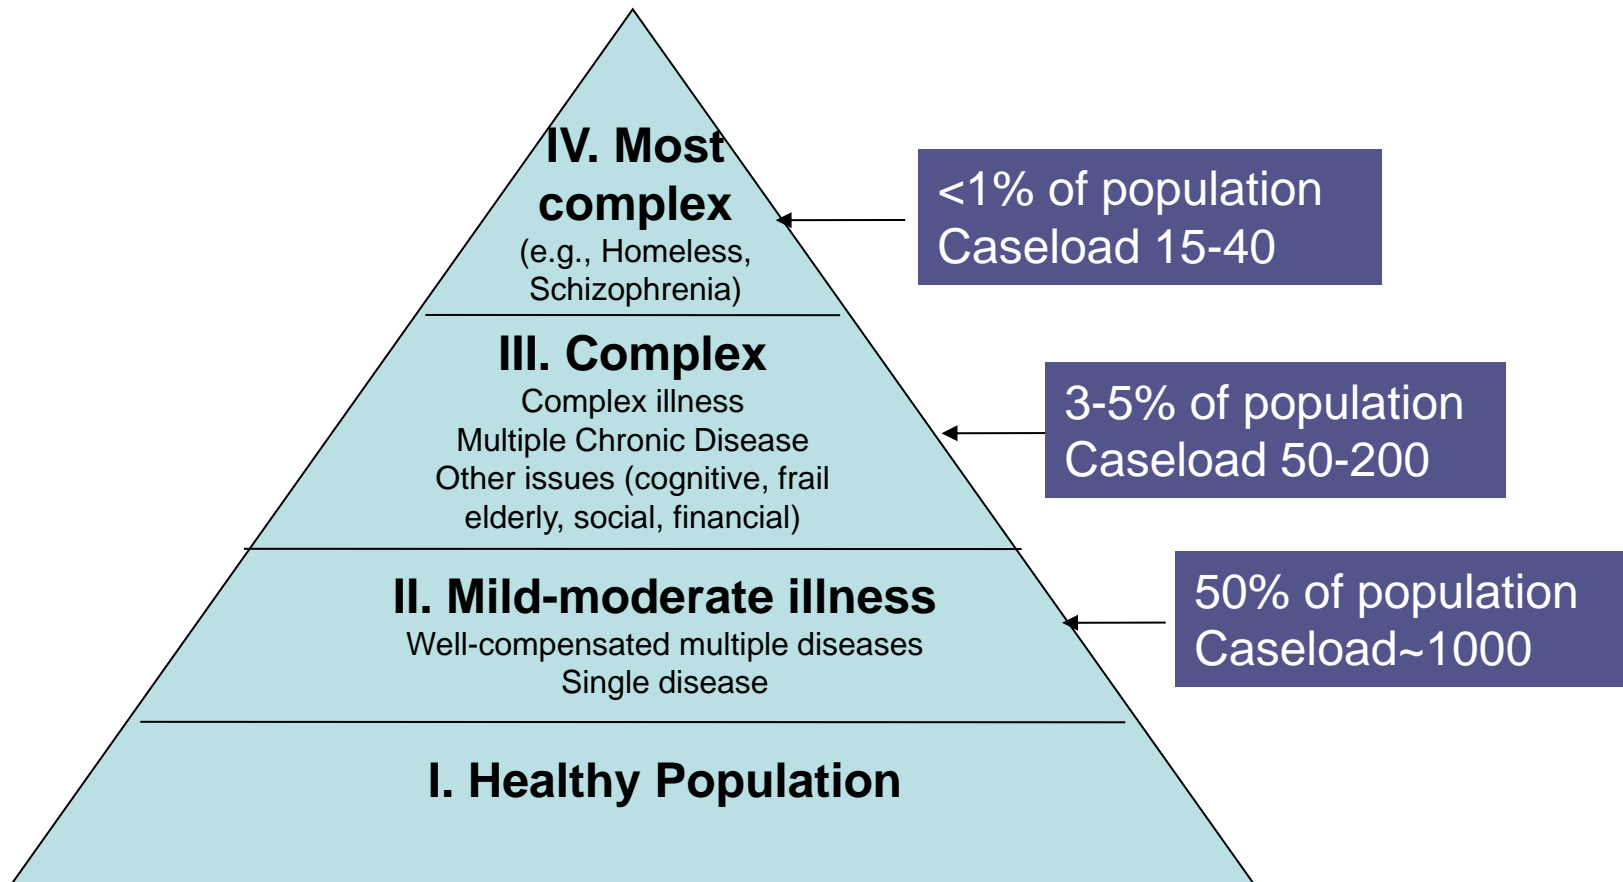 IV. Most
complex
(e.g., Homeless,
Schizophrenia)
<1% of population
Caseload 15-40
III. Complex
Complex illness
Multiple Chronic Disease
Other issues (cognitive, frail
elderly, social, financial)
3-5% of population
Caseload 50-200
II. Mild-moderate illness
Well-compensated multiple diseases
Single disease
50% of population
Caseload~1000
I. Healthy Population